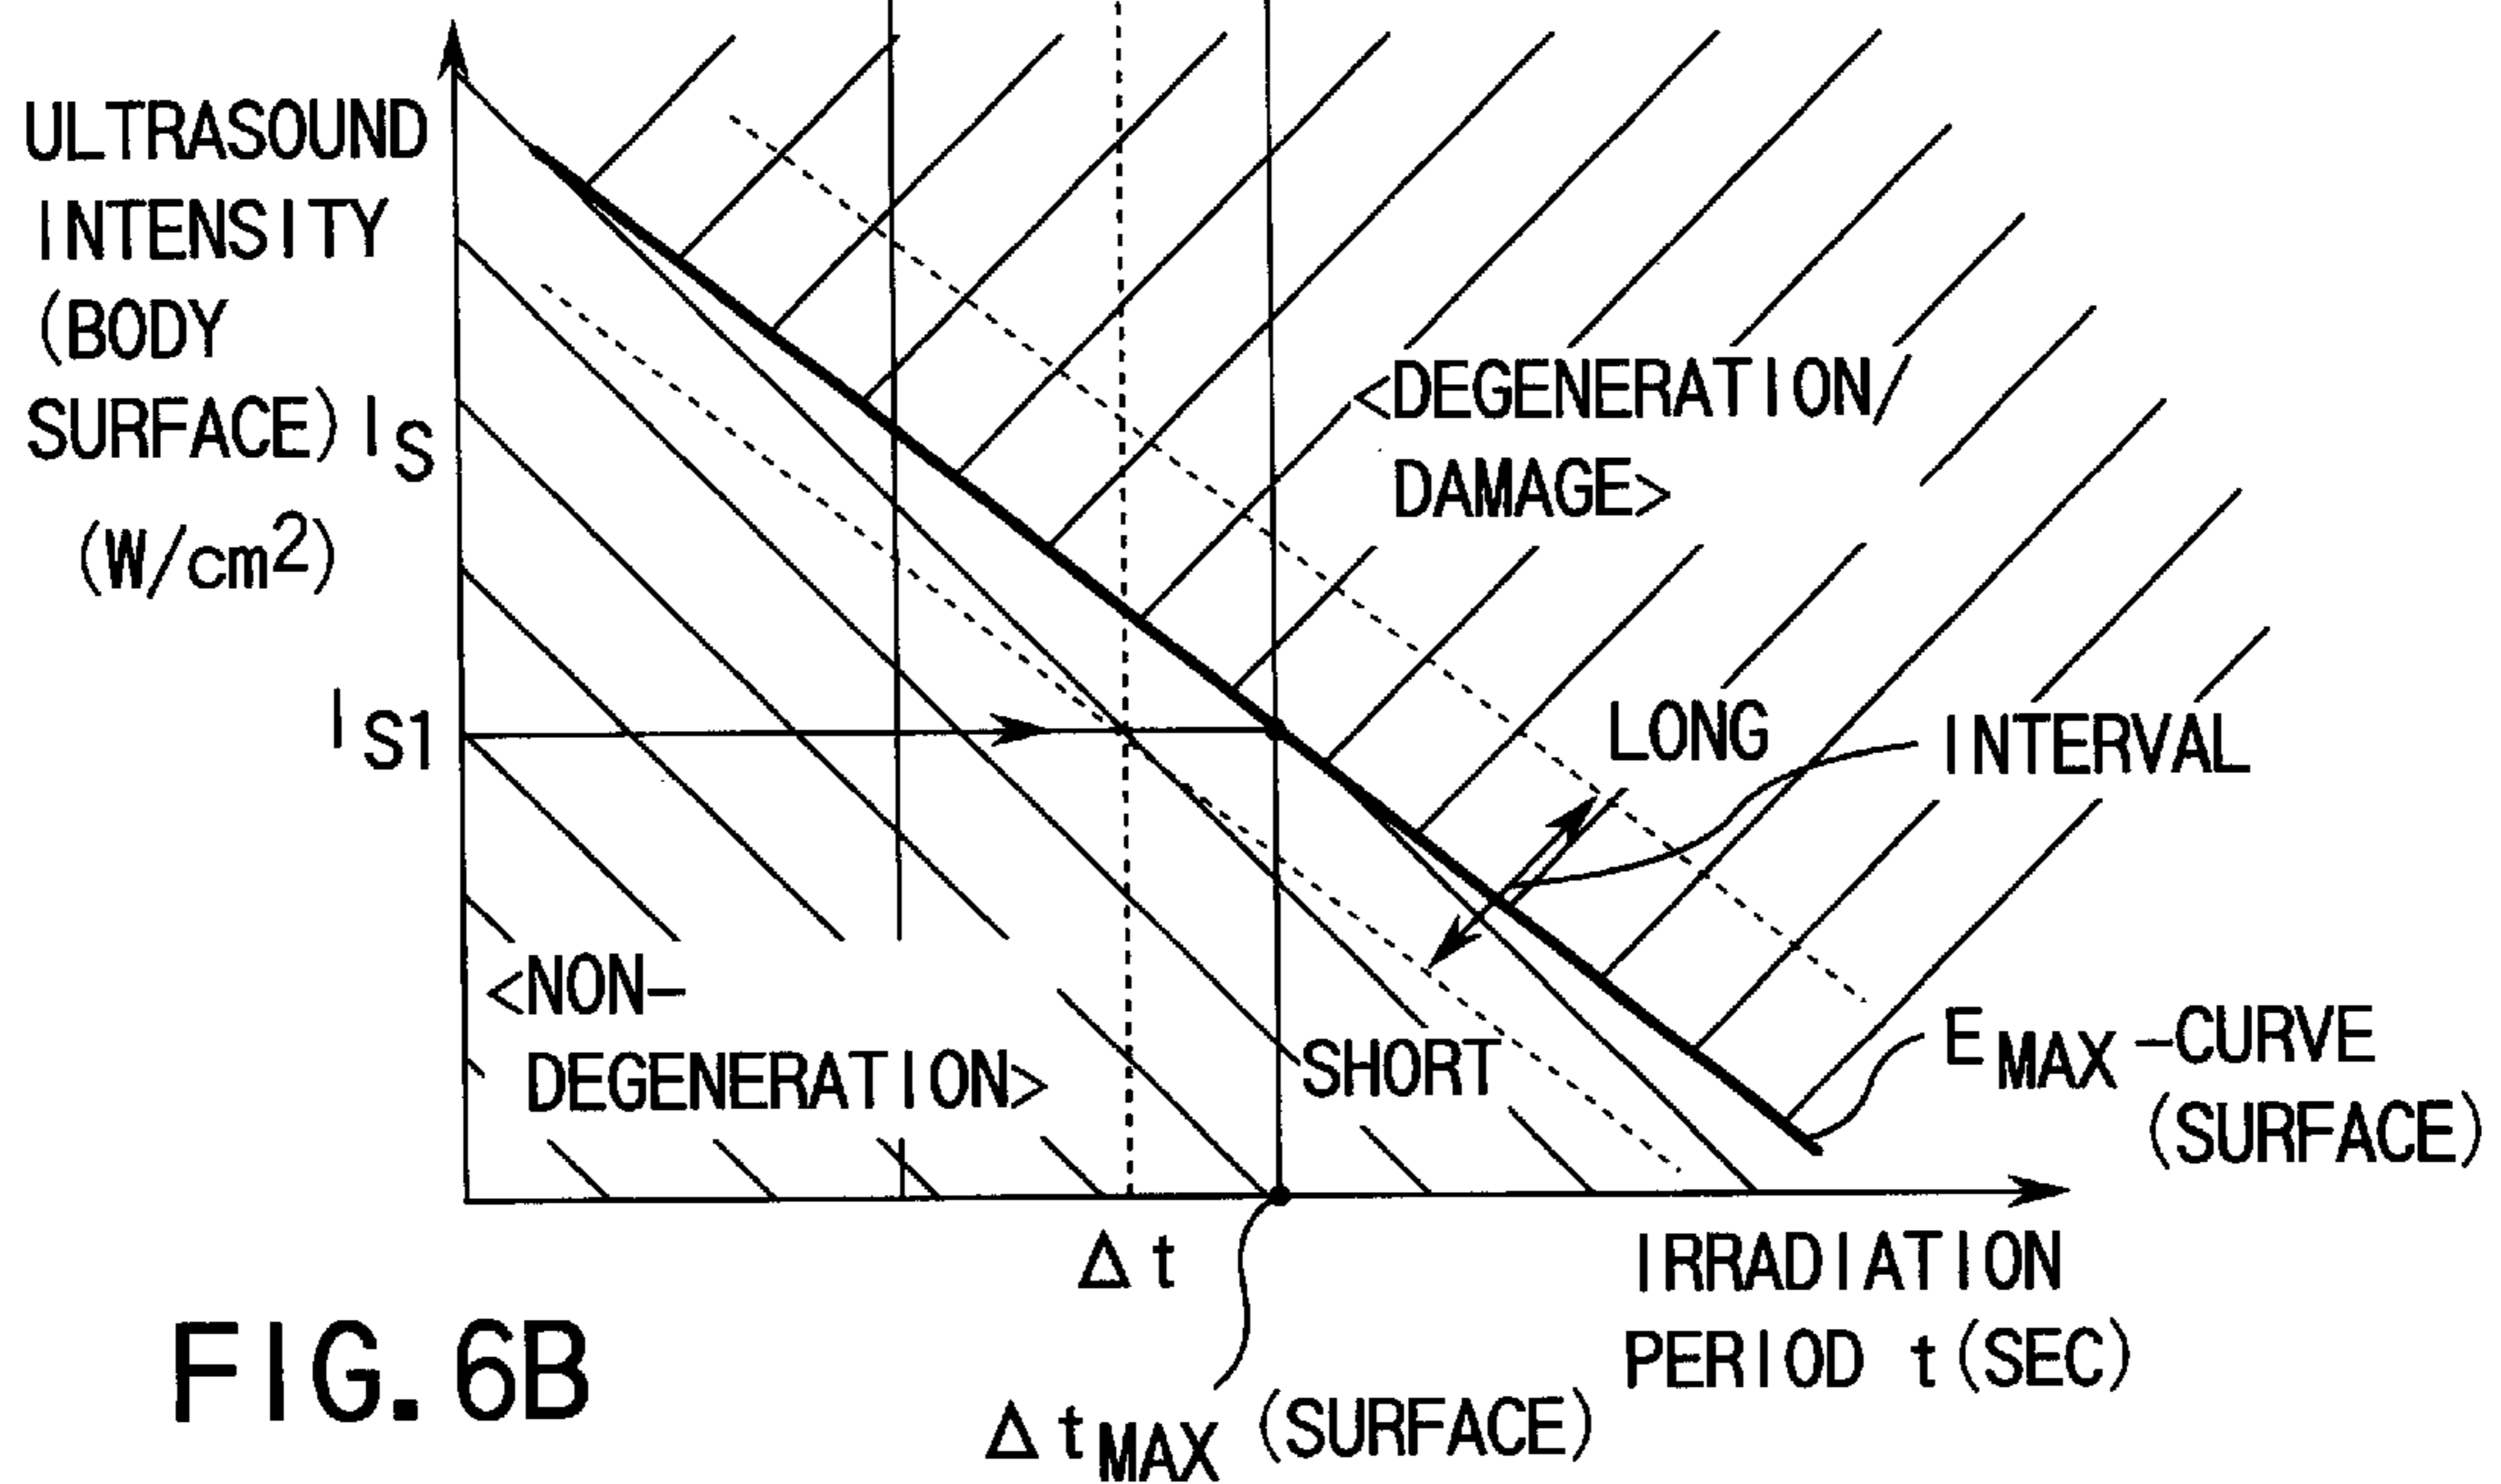 ULTRASOUND
INTENSITY
(BODY
SURFACE) IS
(W/cm2)
IS1
<DEGENERATION/
DAMAGE>
LONG
INTERVAL
<NON-
DEGENERATION>
SHORT
EMAX-CURVE
(SURFACE)
Δt
IRRADIATION
PERIOD t(SEC)
ΔtMAX (SURFACE)
FIG. 6B